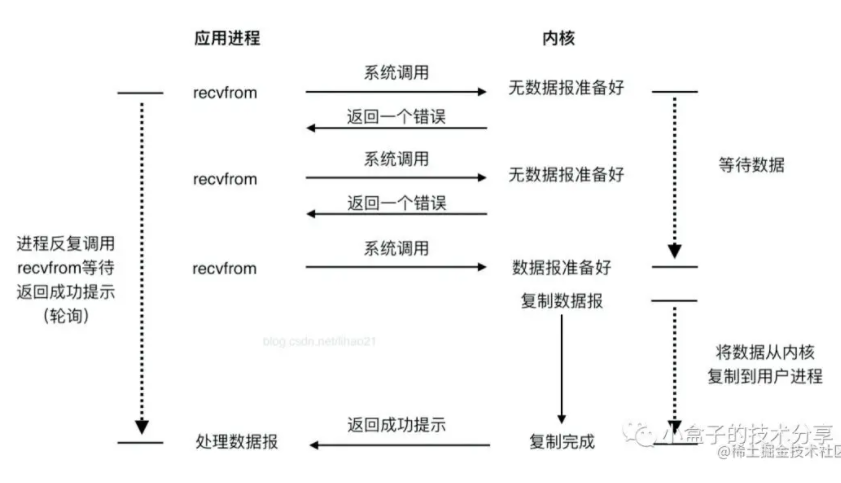 应用进程
内核
系统调用
recvfrom
无数据报准备好
返回一个错误
系统调用
recvfrom
无数据报准备好
等待数据
返回一个错误
进程反复调用
recvfrom等待
返回成功提示
(轮询)
系统调用
recvfrom
数据报准备好
复制数据报
blog.csdn.net/lihao21
将数据从内核
复制到用户进程
返回成功提示
处理数据报
复制完成
小盒子的技术分享
@稀土掘金技术社区